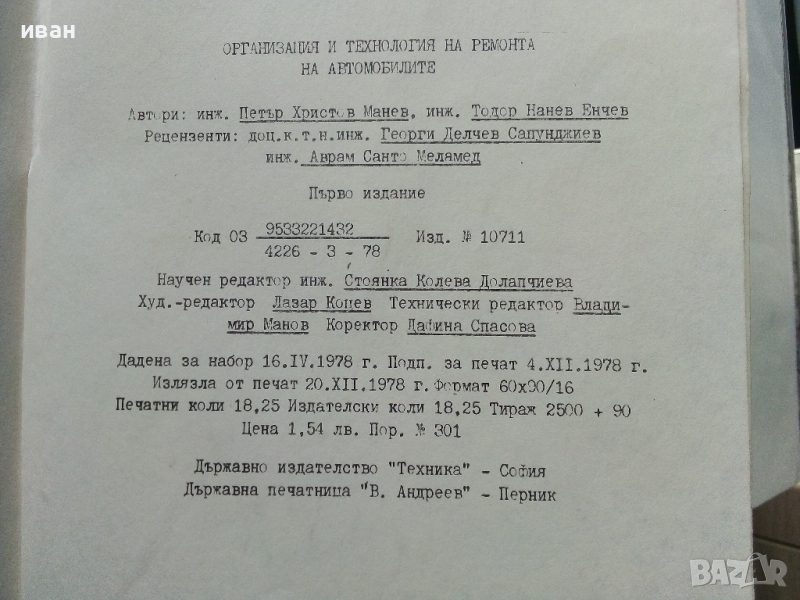 иван
ОРГАНИЗАЦИЯ И ТЕХНОЛОГИЯ НА РЕМОНТА
НА АВТОМОБИЛИТЕ
Автори: инж. Петър Христов Манев, инж. Тодор Нанев Енчев
Рецензенти: доц.к.т.н.инж. Георги Делчев Сапунджиев
инж. Аврам Санто Меламед
Първо издание
Код 03 9533221432
4226 - 3 - 78 Изд. № 10711
Научен редактор инж. Стоянка Колева Долапчиева
Худ.-редактор Лазар Коцев Технически редактор Влади-
мир Манов Коректор Дафина Спасова
Дадена за набор 16.IV.1978 г. Подп. за печат 4.XII.1978 г.
Излязла от печат 20.XII.1978 г. Формат 60х90/16
Печатни коли 18,25 Издателски коли 18,25 Тираж 2500 + 90
Цена 1,54 лв. Пор. № 301
Държавно издателство "Техника" - София
Държавна печатница "В. Андреев" - Перник
BAZAR